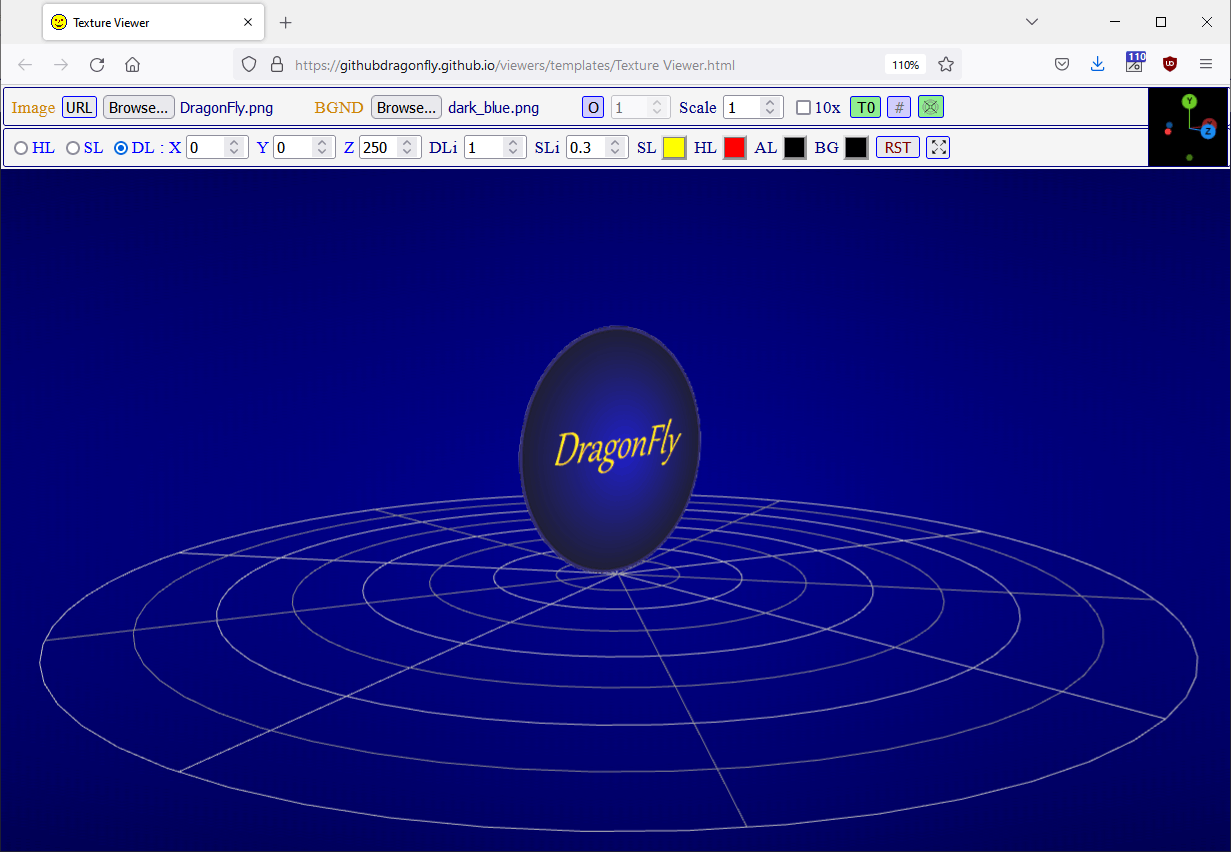 Texture Viewer
https://githubdragonfly.github.io/viewers/templates/Texture Viewer.html 110% 110
Image URL Browse... DragonFly.png BGND Browse... dark_blue.png O 1 Scale 1 10x T0 # Y
Z
HL SL DL : X 0 Y 0 Z 250 DLi 1 SLi 0.3 SL HL AL BG RST
DragonFly